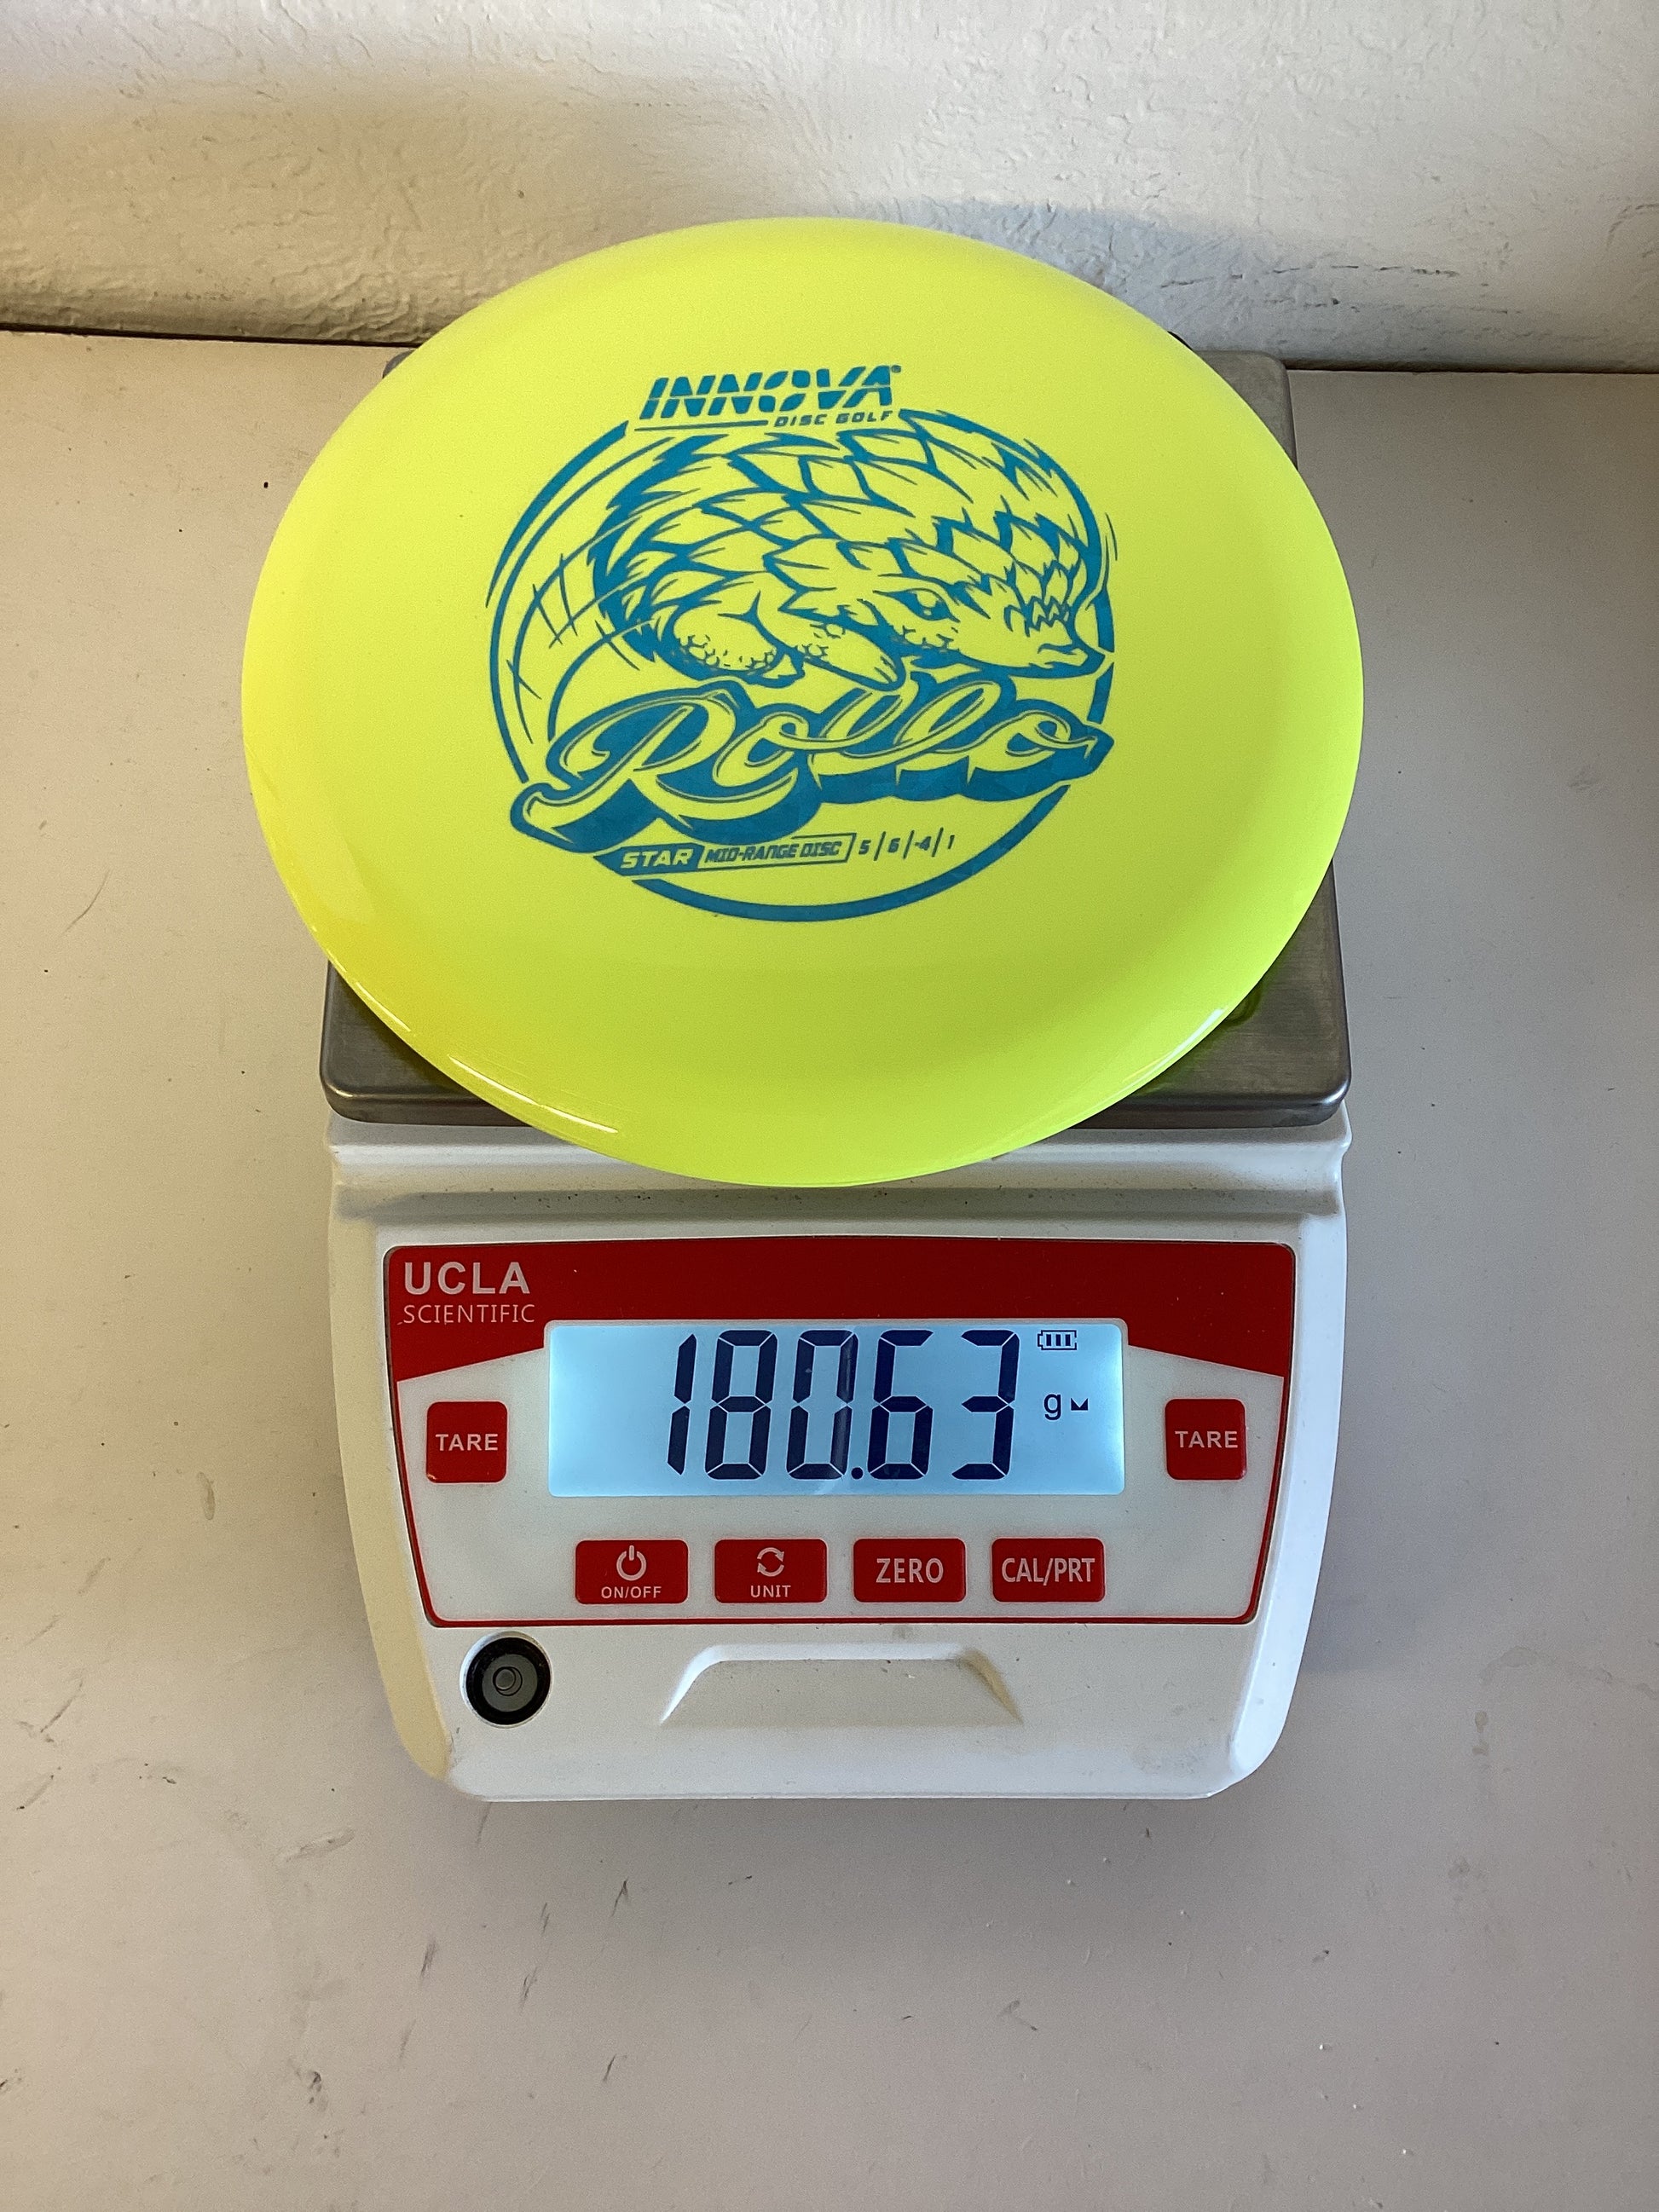 INNOVA®
DISC GOLF
Rollo
STAR MID-RANGE DISC 5/6/-4/1
UCLA
SCIENTIFIC
180.63 g
TARE TARE
ON/OFF UNIT ZERO CAL/PRT